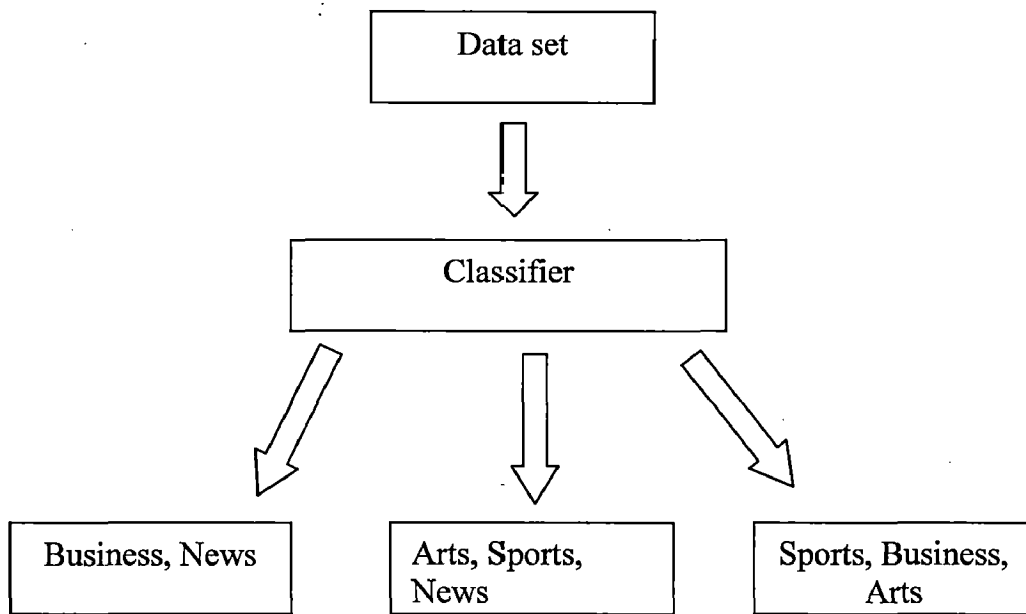 Data set
Classifier
Business, News
Arts, Sports,
News
Sports, Business,
Arts